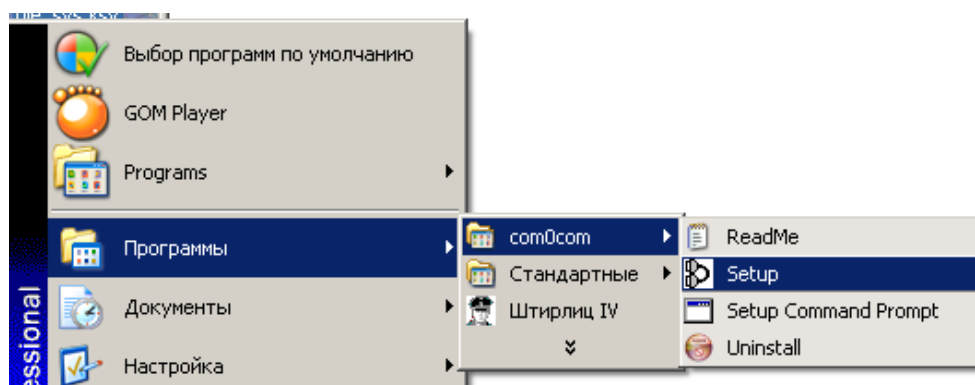 Выбор программ по умолчанию
GOM Player
Programs
Программы
com0com
ReadMe
Стандартные
Setup
Документы
Штирлиц IV
Setup Command Prompt
Uninstall
Настройка
essional